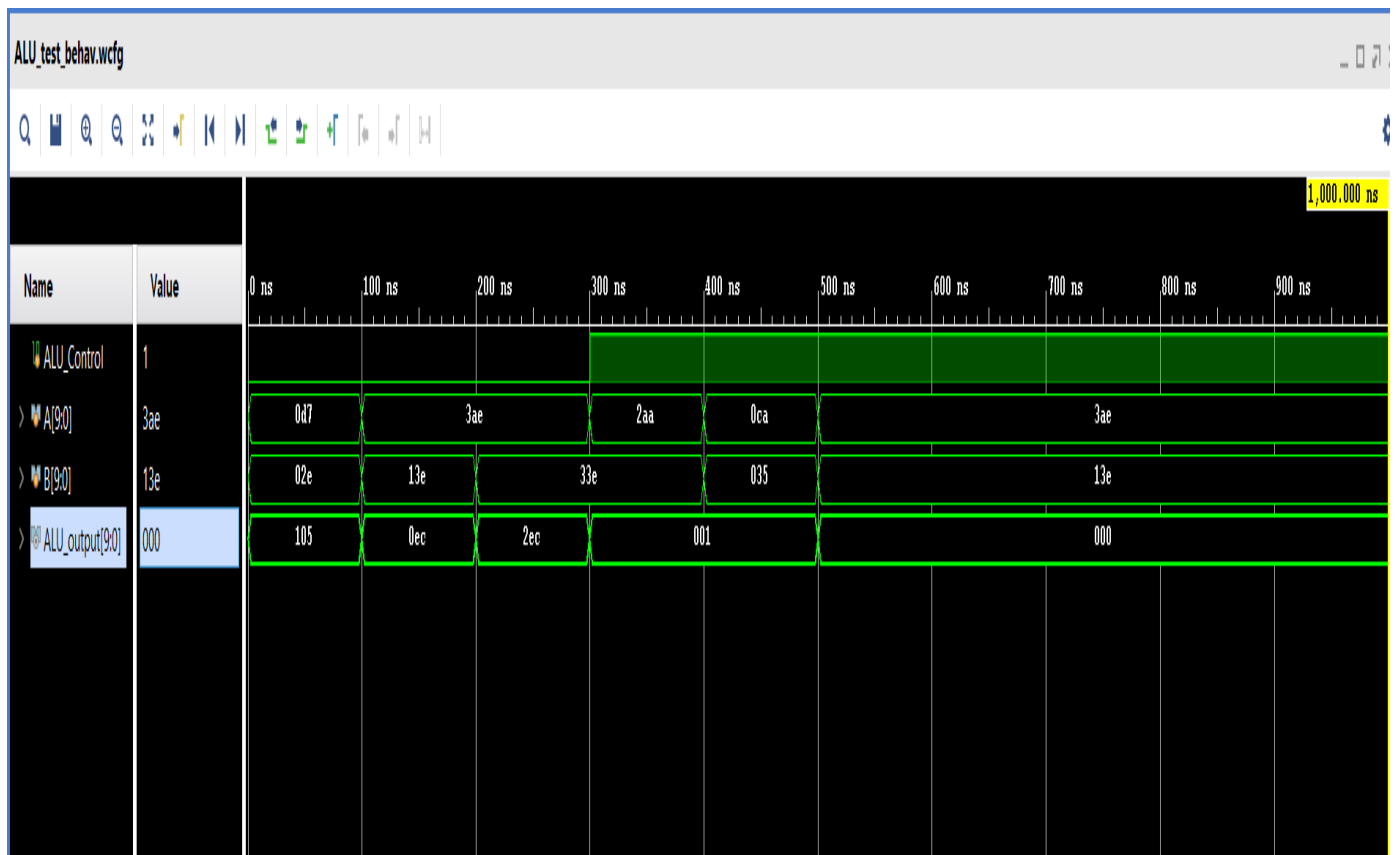 ALU_test_behav.wcfg
1,000.000 ns
Name Value 0 ns 100 ns 200 ns 300 ns 400 ns 500 ns 600 ns 700 ns 800 ns 900 ns
ALU_Control 1
A[9:0] 3ae 0d7 3ae 2aa 0ca 3ae
B[9:0] 13e 02e 13e 33e 035 13e
ALU_output[9:0] 000 105 0ec 2ec 001 000